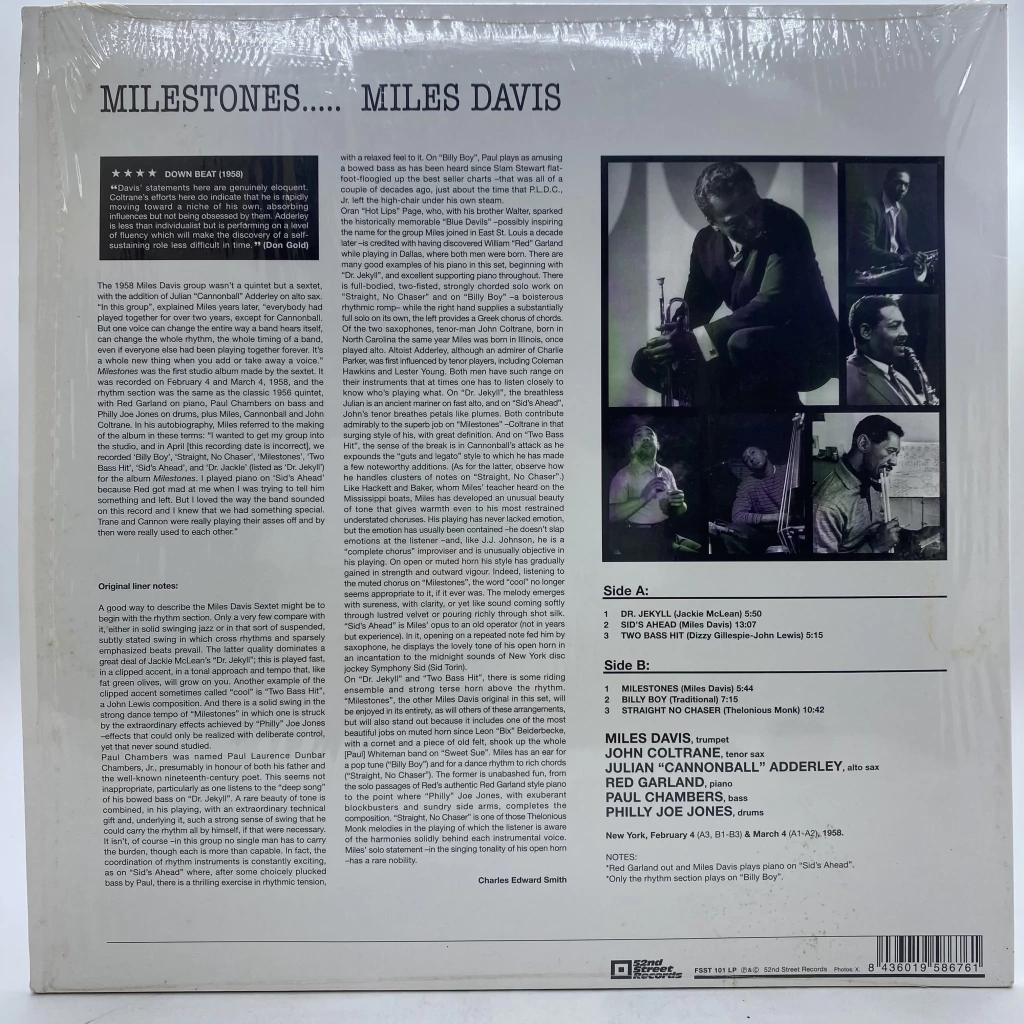 MILESTONES..... MILES DAVIS
★★★★ DOWN BEAT (1958)
"Davis' statements here are genuinely eloquent.
Coltrane's efforts here do indicate that he is rapidly
moving toward a niche of his own, absorbing
influences but not being obsessed by them. Adderley
is less than individualist but is performing on a level
of fluency which will make the discovery of a self-
sustaining role less difficult in time." (Don Gold)
The 1958 Miles Davis group wasn't a quintet but a sextet,
with the addition of Julian "Cannonball" Adderley on alto sax.
"In this group", explained Miles years later, "everybody had
played together for over two years, except for Cannonball.
But one voice can change the entire way a band hears itself,
can change the whole rhythm, the whole timing of a band,
even if everyone else had been playing together forever. It's
a whole new thing when you add or take away a voice."
Milestones was the first studio album made by the sextet. It
was recorded on February 4 and March 4, 1958, and the
rhythm section was the same as the classic 1956 quintet,
with Red Garland on piano, Paul Chambers on bass and
Philly Joe Jones on drums, plus Miles, Cannonball and John
Coltrane. In his autobiography, Miles referred to the making
of the album in these terms: "I wanted to get my group into
the studio, and in April [this recording date is incorrect], we
recorded 'Billy Boy', 'Straight, No Chaser', 'Milestones', 'Two
Bass Hit', 'Sid's Ahead', and 'Dr. Jackle' (listed as 'Dr. Jekyll')
for the album Milestones. I played piano on 'Sid's Ahead'
because Red got mad at me when I was trying to tell him
something and left. But I loved the way the band sounded
on this record and I knew that we had something special.
Trane and Cannon were really playing their asses off and by
then were really used to each other."
Original liner notes:
A good way to describe the Miles Davis Sextet might be to
begin with the rhythm section. Only a very few compare with
it, either in solid swinging jazz or in that sort of suspended,
subtly stated swing in which cross rhythms and sparsely
emphasized beats prevail. The latter quality dominates a
great deal of Jackie McLean's "Dr. Jekyll"; this is played fast,
in a clipped accent, in a tonal approach and tempo that, like
fat green olives, will grow on you. Another example of the
clipped accent sometimes called "cool" is "Two Bass Hit",
a John Lewis composition. And there is a solid swing in the
strong dance tempo of "Milestones" in which one is struck
by the extraordinary effects achieved by "Philly" Joe Jones
–effects that could only be realized with deliberate control,
yet that never sound studied.
Paul Chambers was named Paul Laurence Dunbar
Chambers, Jr., presumably in honour of both his father and
the well-known nineteenth-century poet. This seems not
inappropriate, particularly as one listens to the "deep song"
of his bowed bass on "Dr. Jekyll". A rare beauty of tone is
combined, in his playing, with an extraordinary technical
gift and, underlying it, such a strong sense of swing that he
could carry the rhythm all by himself, if that were necessary.
It isn't, of course –in this group no single man has to carry
the burden, though each is more than capable. In fact, the
coordination of rhythm instruments is constantly exciting,
as on "Sid's Ahead" where, after some choicely plucked
bass by Paul, there is a thrilling exercise in rhythmic tension,
with a relaxed feel to it. On "Billy Boy", Paul plays as amusing
a bowed bass as has been heard since Slam Stewart flat-
foot-floogied up the best seller charts –that was all of a
couple of decades ago, just about the time that P.L.D.C.,
Jr. left the high-chair under his own steam.
Oran "Hot Lips" Page, who, with his brother Walter, sparked
the historically memorable "Blue Devils" –possibly inspiring
the name for the group Miles joined in East St. Louis a decade
later –is credited with having discovered William "Red" Garland
while playing in Dallas, where both men were born. There are
many good examples of his piano in this set, beginning with
"Dr. Jekyll", and excellent supporting piano throughout. There
is full-bodied, two-fisted, strongly chorded solo work on
"Straight, No Chaser" and on "Billy Boy" –a boisterous
rhythmic romp– while the right hand supplies a substantially
full solo on its own, the left provides a Greek chorus of chords.
Of the two saxophones, tenor-man John Coltrane, born in
North Carolina the same year Miles was born in Illinois, once
played alto. Altoist Adderley, although an admirer of Charlie
Parker, was first influenced by tenor players, including Coleman
Hawkins and Lester Young. Both men have such range on
their instruments that at times one has to listen closely to
know who's playing what. On "Dr. Jekyll", the breathless
Julian is an ancient mariner on fast alto, and on "Sid's Ahead",
John's tenor breathes petals like plumes. Both contribute
admirably to the superb job on "Milestones" –Coltrane in that
surging style of his, with great definition. And on "Two Bass
Hit", the sense of the break is in Cannonball's attack as he
expounds the "guts and legato" style to which he has made
a few noteworthy additions. (As for the latter, observe how
he handles clusters of notes on "Straight, No Chaser".)
Like Hackett and Baker, whom Miles' teacher heard on the
Mississippi boats, Miles has developed an unusual beauty
of tone that gives warmth even to his most restrained
understated choruses. His playing has never lacked emotion,
but the emotion has usually been contained –he doesn't slap
emotions at the listener –and, like J.J. Johnson, he is a
"complete chorus" improviser and is unusually objective in
his playing. On open or muted horn his style has gradually
gained in strength and outward vigour. Indeed, listening to
the muted chorus on "Milestones", the word "cool" no longer
seems appropriate to it, if it ever was. The melody emerges
with sureness, with clarity, or yet like sound coming softly
through lustred velvet or pouring richly through shot silk.
"Sid's Ahead" is Miles' opus to an old operator (not in years
but experience). In it, opening on a repeated note fed him by
saxophone, he displays the lovely tone of his open horn in
an incantation to the midnight sounds of New York disc
jockey Symphony Sid (Sid Torin).
On "Dr. Jekyll" and "Two Bass Hit", there is some riding
ensemble and strong terse horn above the rhythm.
"Milestones", the other Miles Davis original in this set, will
be enjoyed in its entirety, as will others of these arrangements,
but will also stand out because it includes one of the most
beautiful jobs on muted horn since Leon "Bix" Beiderbecke,
with a cornet and a piece of old felt, shook up the whole
[Paul] Whiteman band on "Sweet Sue". Miles has an ear for
a pop tune ("Billy Boy") and for a dance rhythm to rich chords
("Straight, No Chaser"). The former is unabashed fun, from
the solo passages of Red's authentic Red Garland style piano
to the point where "Philly" Joe Jones, with exuberant
blockbusters and sundry side arms, completes the
composition. "Straight, No Chaser" is one of those Thelonious
Monk melodies in the playing of which the listener is aware
of the harmonies solidly behind each instrumental voice.
Miles' solo statement –in the singing tonality of his open horn
–has a rare nobility.
Charles Edward Smith
Side A:
1 DR. JEKYLL (Jackie McLean) 5:50
2 SID'S AHEAD (Miles Davis) 13:07
3 TWO BASS HIT (Dizzy Gillespie-John Lewis) 5:15
Side B:
1 MILESTONES (Miles Davis) 5:44
2 BILLY BOY (Traditional) 7:15
3 STRAIGHT NO CHASER (Thelonious Monk) 10:42
MILES DAVIS, trumpet
JOHN COLTRANE, tenor sax
JULIAN "CANNONBALL" ADDERLEY, alto sax
RED GARLAND, piano
PAUL CHAMBERS, bass
PHILLY JOE JONES, drums
New York, February 4 (A3, B1-B3) & March 4 (A1-A2), 1958.
NOTES:
*Red Garland out and Miles Davis plays piano on "Sid's Ahead".
*Only the rhythm section plays on "Billy Boy".
52nd
Street
Records
FSST 101 LP ℗&© 52nd Street Records Photos: X.
8 436019 586761